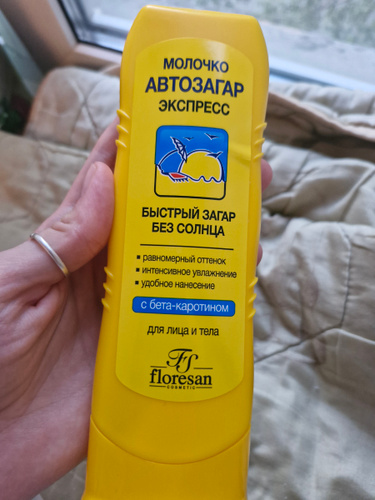 МОЛОЧКО
АВТОЗАГАР
ЭКСПРЕСС
БЫСТРЫЙ ЗАГАР
БЕЗ СОЛНЦА
▪ равномерный оттенок
▪ интенсивное увлажнение
▪ удобное нанесение
с бета-каротином
для лица и тела
FS
floresan
COSMETIC